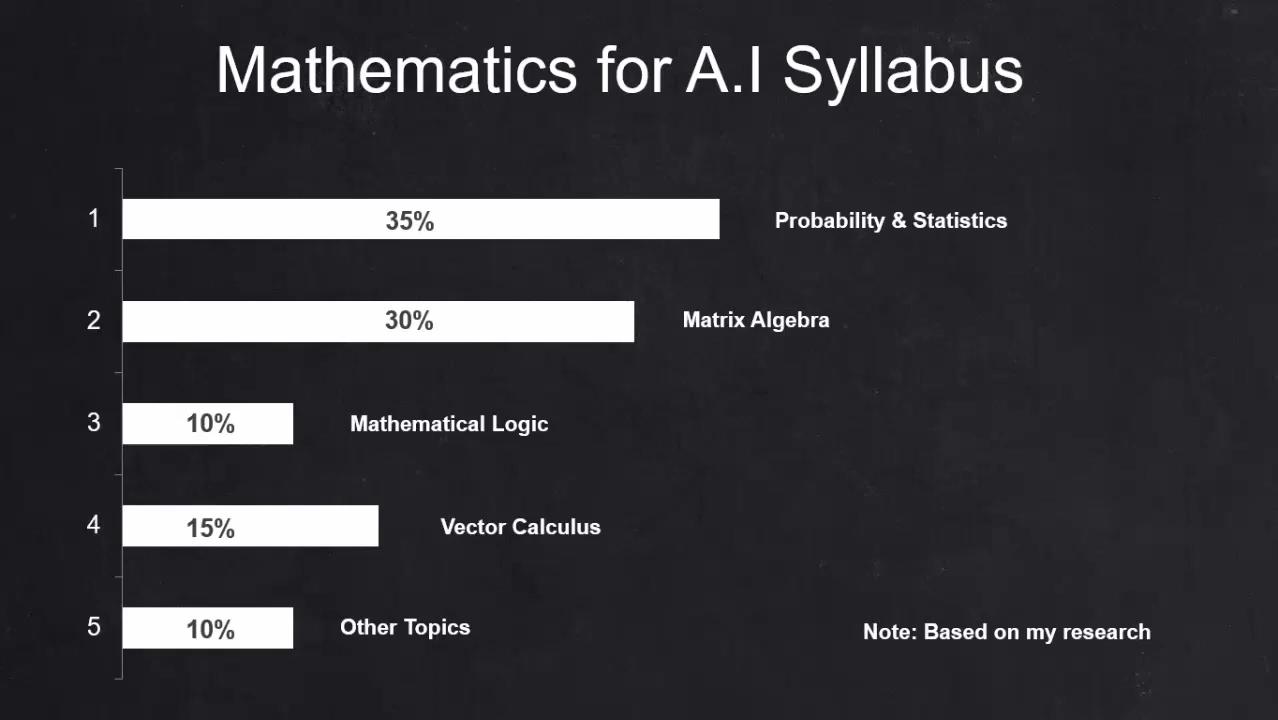 Mathematics for A.I Syllabus
1 35% Probability & Statistics
2 30% Matrix Algebra
3 10% Mathematical Logic
4 15% Vector Calculus
5 10% Other Topics
Note: Based on my research